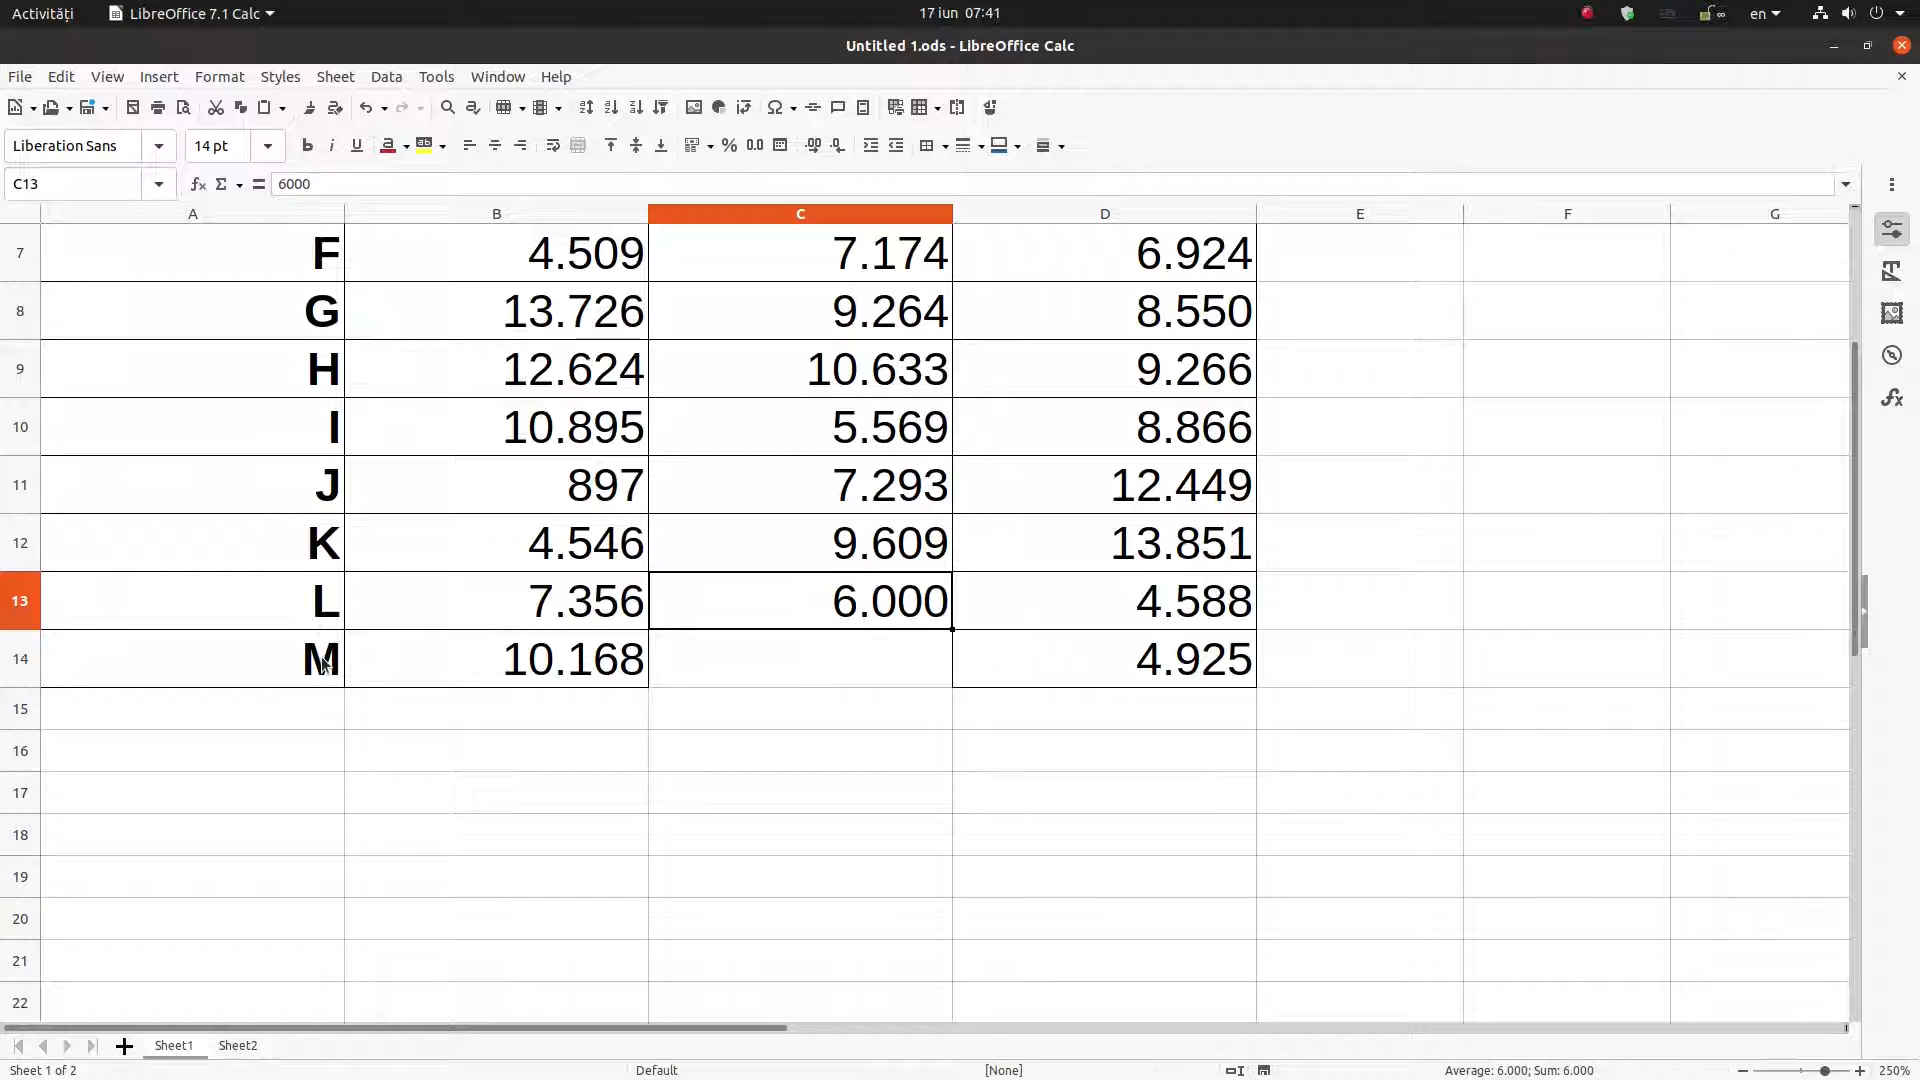 Activități LibreOffice 7.1 Calc 17 iun 07:41 en
Untitled 1.ods - LibreOffice Calc
File Edit View Insert Format Styles Sheet Data Tools Window Help
Liberation Sans 14 pt
C13 6000
A B C D E F G
7 F 4.509 7.174 6.924
8 G 13.726 9.264 8.550
9 H 12.624 10.633 9.266
10 I 10.895 5.569 8.866
11 J 897 7.293 12.449
12 K 4.546 9.609 13.851
13 L 7.356 6.000 4.588
14 M 10.168 4.925
15
16
17
18
19
20
21
22
Sheet1 Sheet2
Sheet 1 of 2 Default [None] Average: 6.000; Sum: 6.000 250%